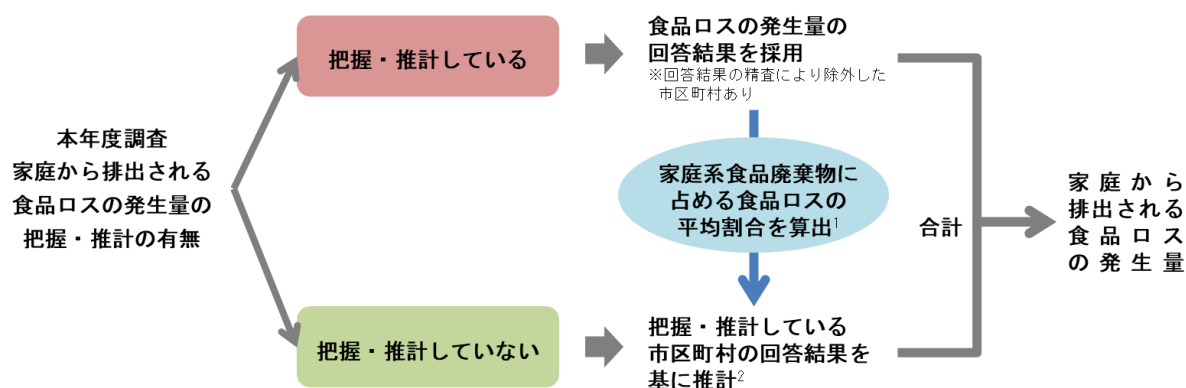 本年度調査
家庭から排出される
食品ロスの発生量の
把握・推計の有無
把握・推計している
食品ロスの発生量の
回答結果を採用
※回答結果の精査により除外した
市区町村あり
家庭系食品廃棄物に
占める食品ロスの
平均割合を算出1
把握・推計していない
把握・推計している
市区町村の回答結果を
基に推計2
合計
家庭から
排出される
食品ロス
の発生量